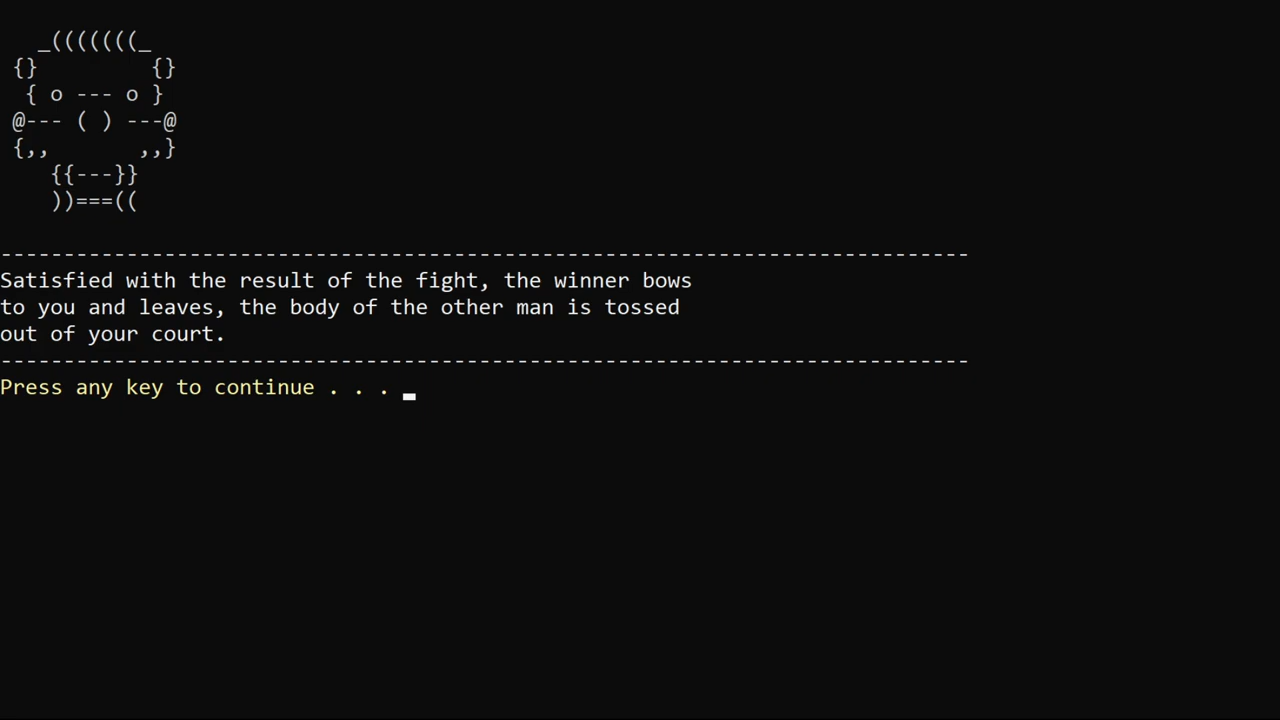 _(((((((_
 {}         {}
  { o --- o }
 @--- ( ) ---@
 {,,       ,,}
    {{---}}
    ))===((
-----------------------------------------------------------------------------
Satisfied with the result of the fight, the winner bows
to you and leaves, the body of the other man is tossed
out of your court.
-----------------------------------------------------------------------------
Press any key to continue . . . _